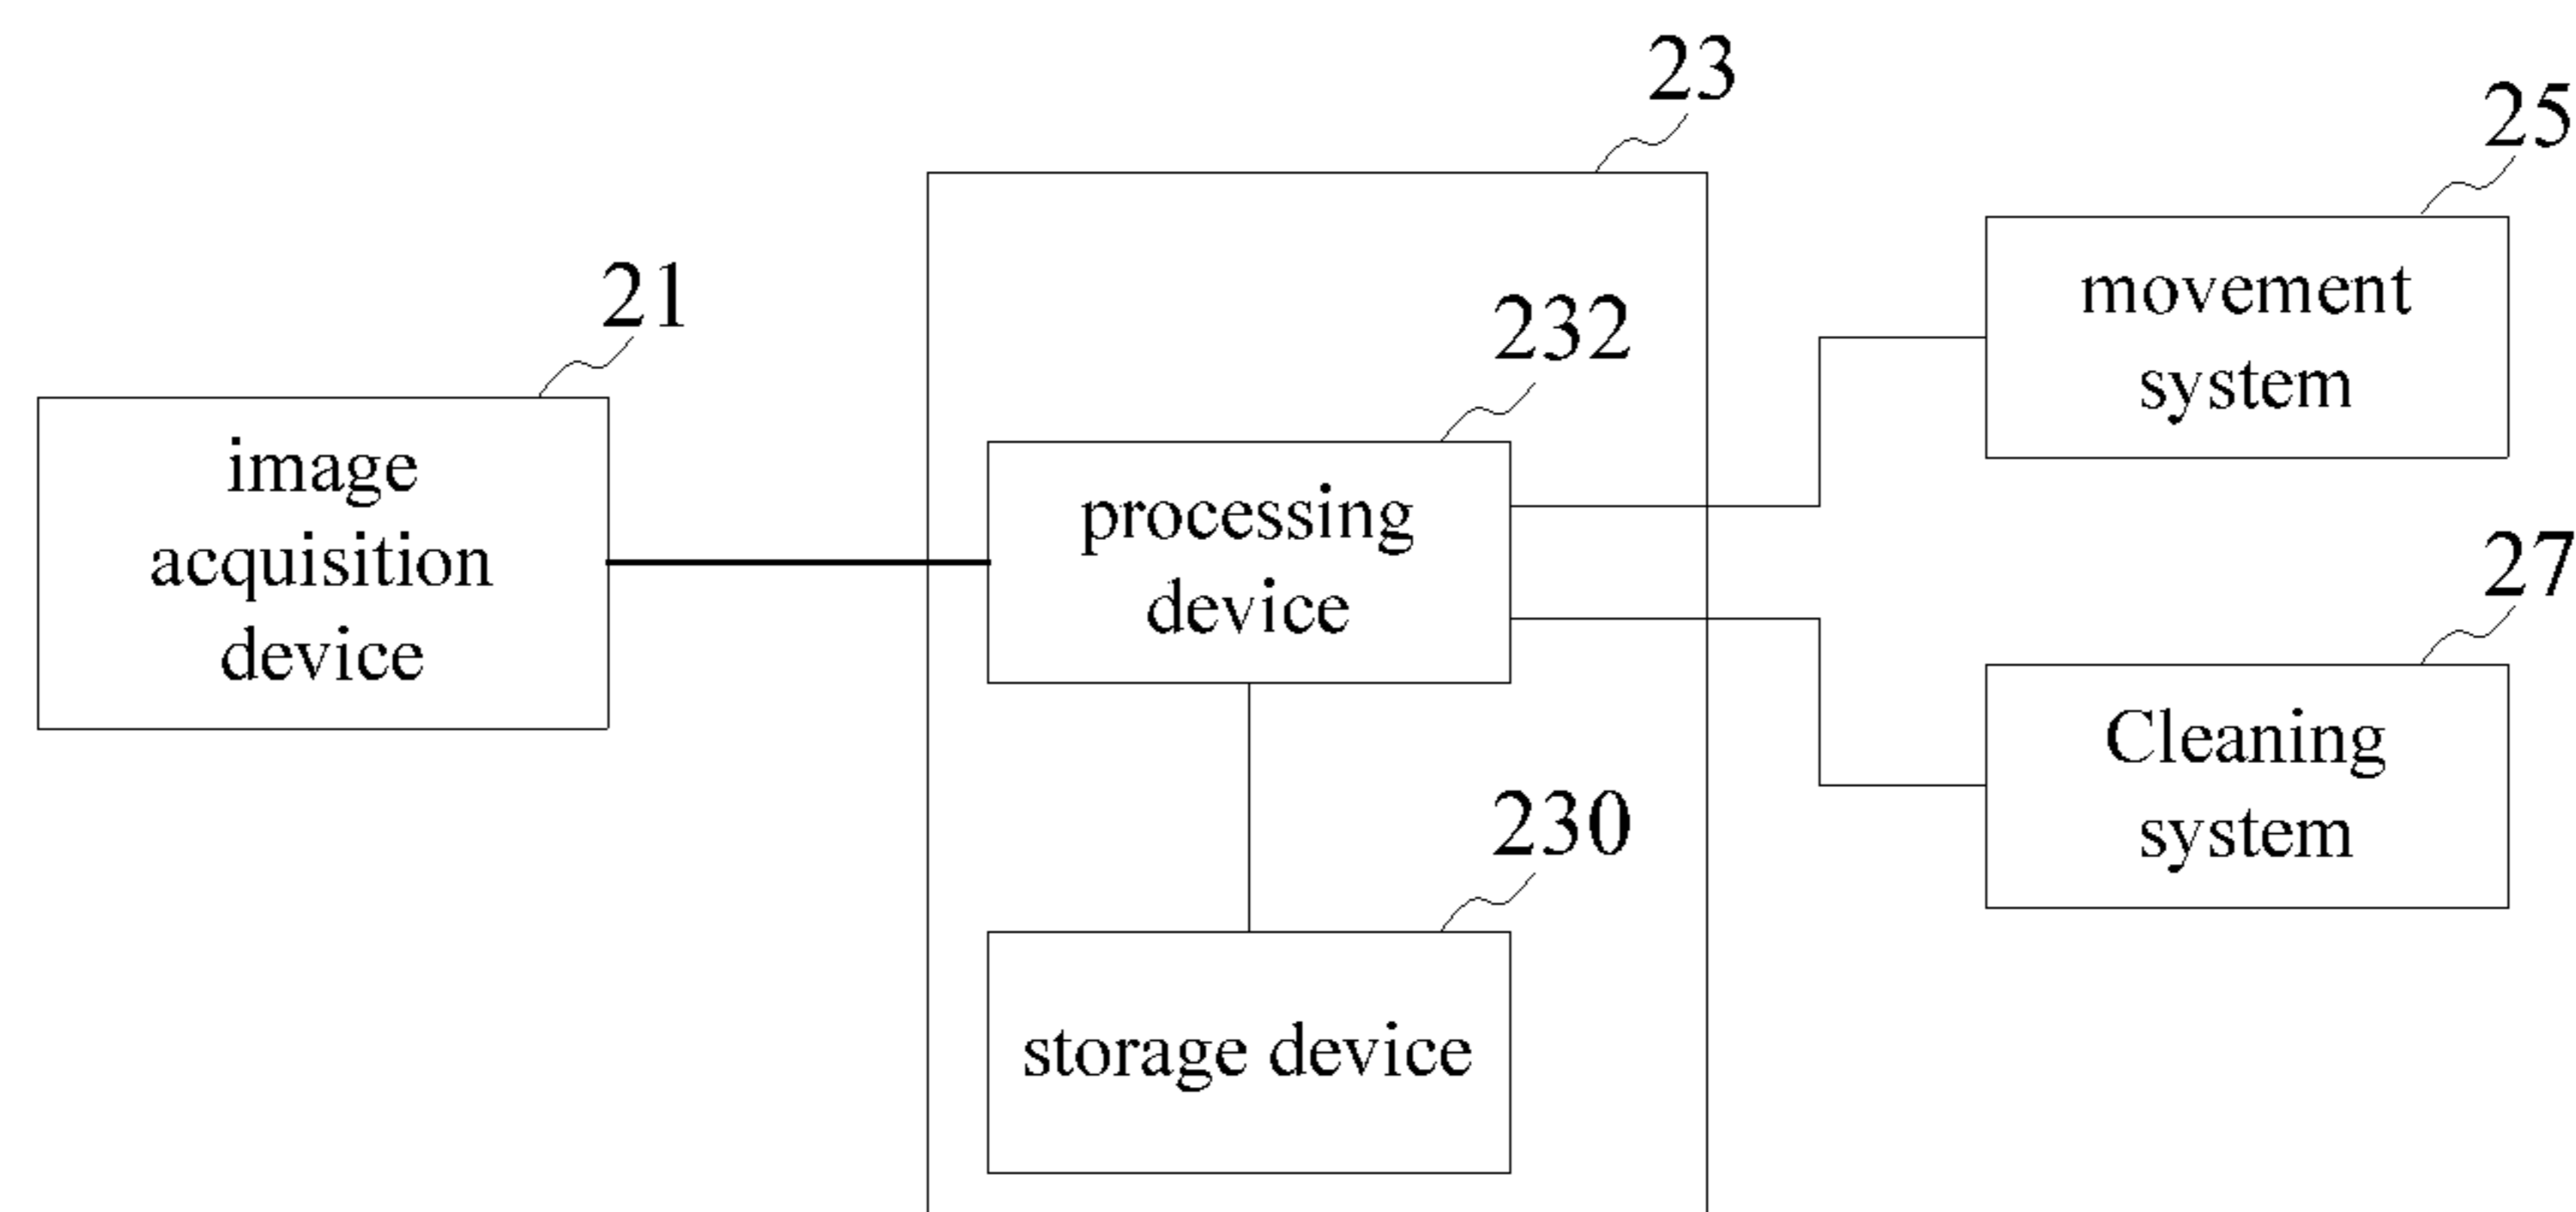 23
25
21
movement
system
232
image
acquisition
device
processing
device
27
Cleaning
system
230
storage device